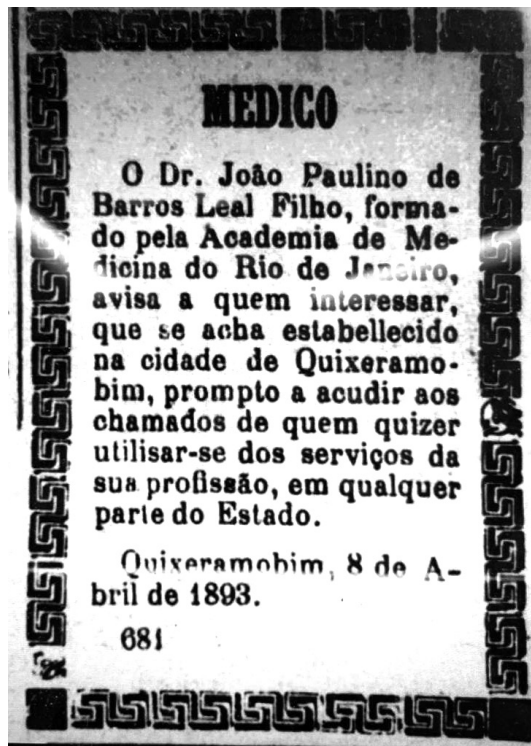 MEDICO
O Dr. João Paulino de
Barros Leal Filho, forma-
do pela Academia de Me-
dicina do Rio de Janeiro,
avisa a quem interessar,
que se acha estabellecido
na cidade de Quixeramo-
bim, prompto a acudir aos
chamados de quem quizer
utilisar-se dos serviços da
sua profissão, em qualquer
parte do Estado.
Quixeramobim, 8 de A-
bril de 1893.
681